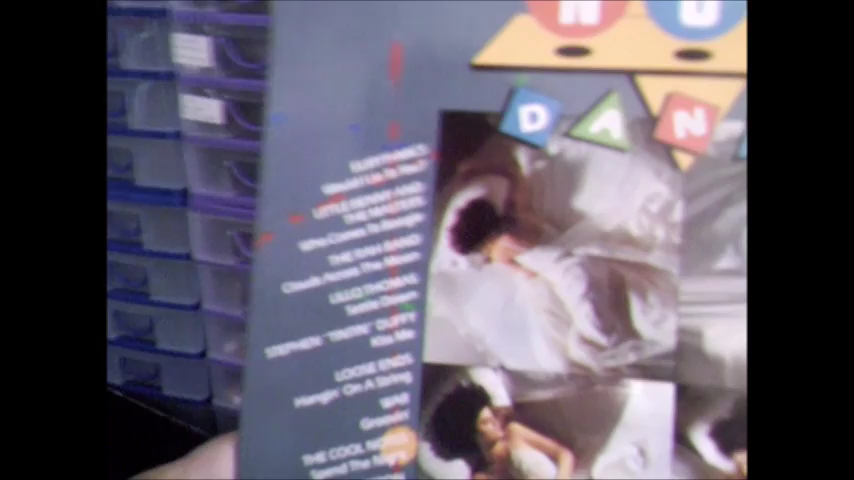 N U
D A N
EURYTHMICS
Would I Lie To You?
LITTLE BENNY AND
THE MASTERS
Who Comes To Boogie
THE RAH BAND
Clouds Across The Moon
LILLO THOMAS
Settle Down
STEPHEN "TINTIN" DUFFY
Kiss Me
LOOSE ENDS
Hangin' On A String
WAR
Groovin'
THE COOL NOTES
Spend The Night